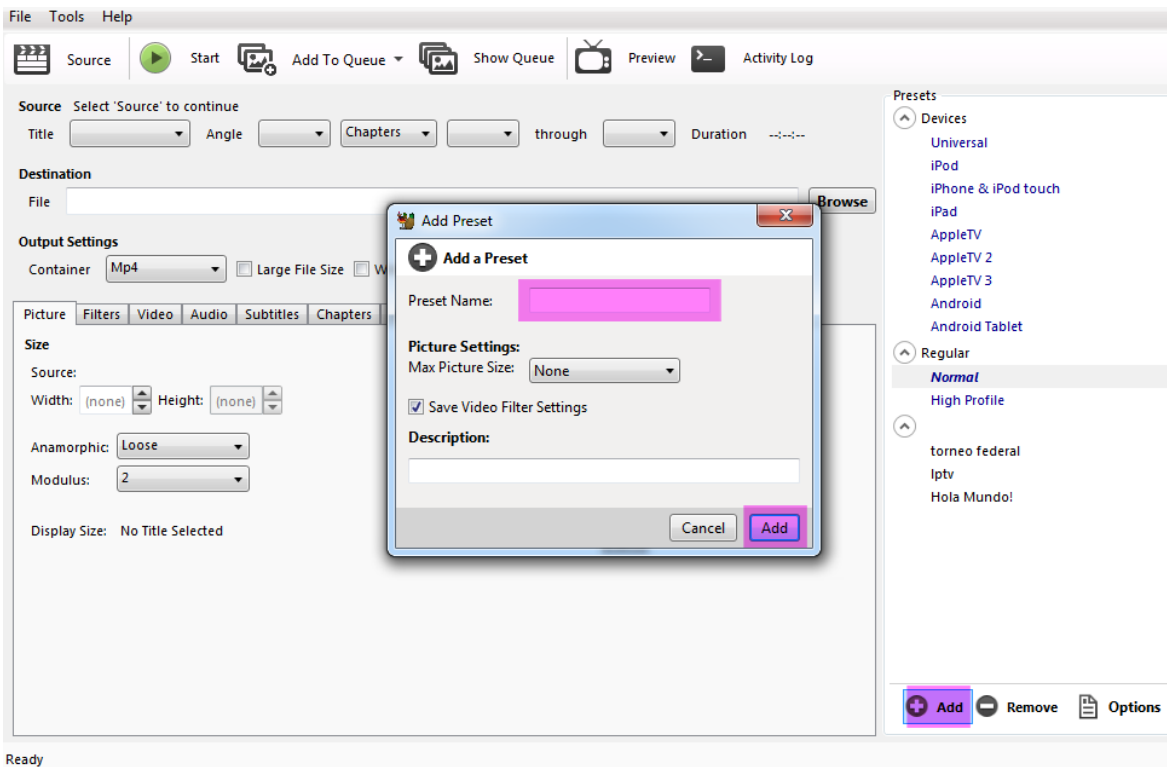 File Tools Help
Source Start Add To Queue Show Queue Preview Activity Log
Source Select 'Source' to continue
Title Angle Chapters through Duration --:--:--
Destination
File Browse
Output Settings
Container Mp4 Large File Size
Picture Filters Video Audio Subtitles Chapters
Size
Source:
Width: (none) Height: (none)
Anamorphic: Loose
Modulus: 2
Display Size: No Title Selected
Add Preset
Add a Preset
Preset Name:
Picture Settings:
Max Picture Size: None
Save Video Filter Settings
Description:
Cancel Add
Presets
Devices
Universal
iPod
iPhone & iPod touch
iPad
AppleTV
AppleTV 2
AppleTV 3
Android
Android Tablet
Regular
Normal
High Profile
torneo federal
Iptv
Hola Mundo!
Add Remove Options
Ready